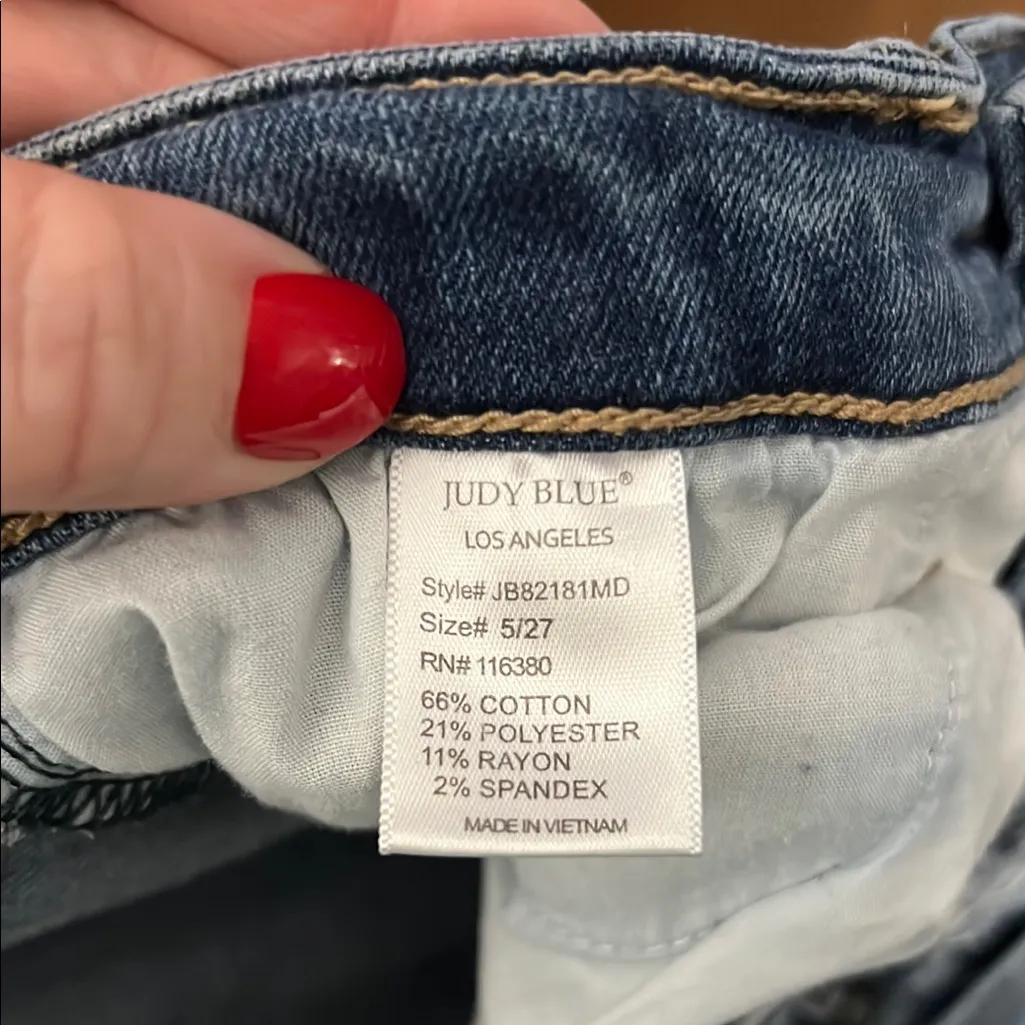 JUDY BLUE®
LOS ANGELES
Style# JB82181MD
Size# 5/27
RN# 116380
66% COTTON
21% POLYESTER
11% RAYON
2% SPANDEX
MADE IN VIETNAM